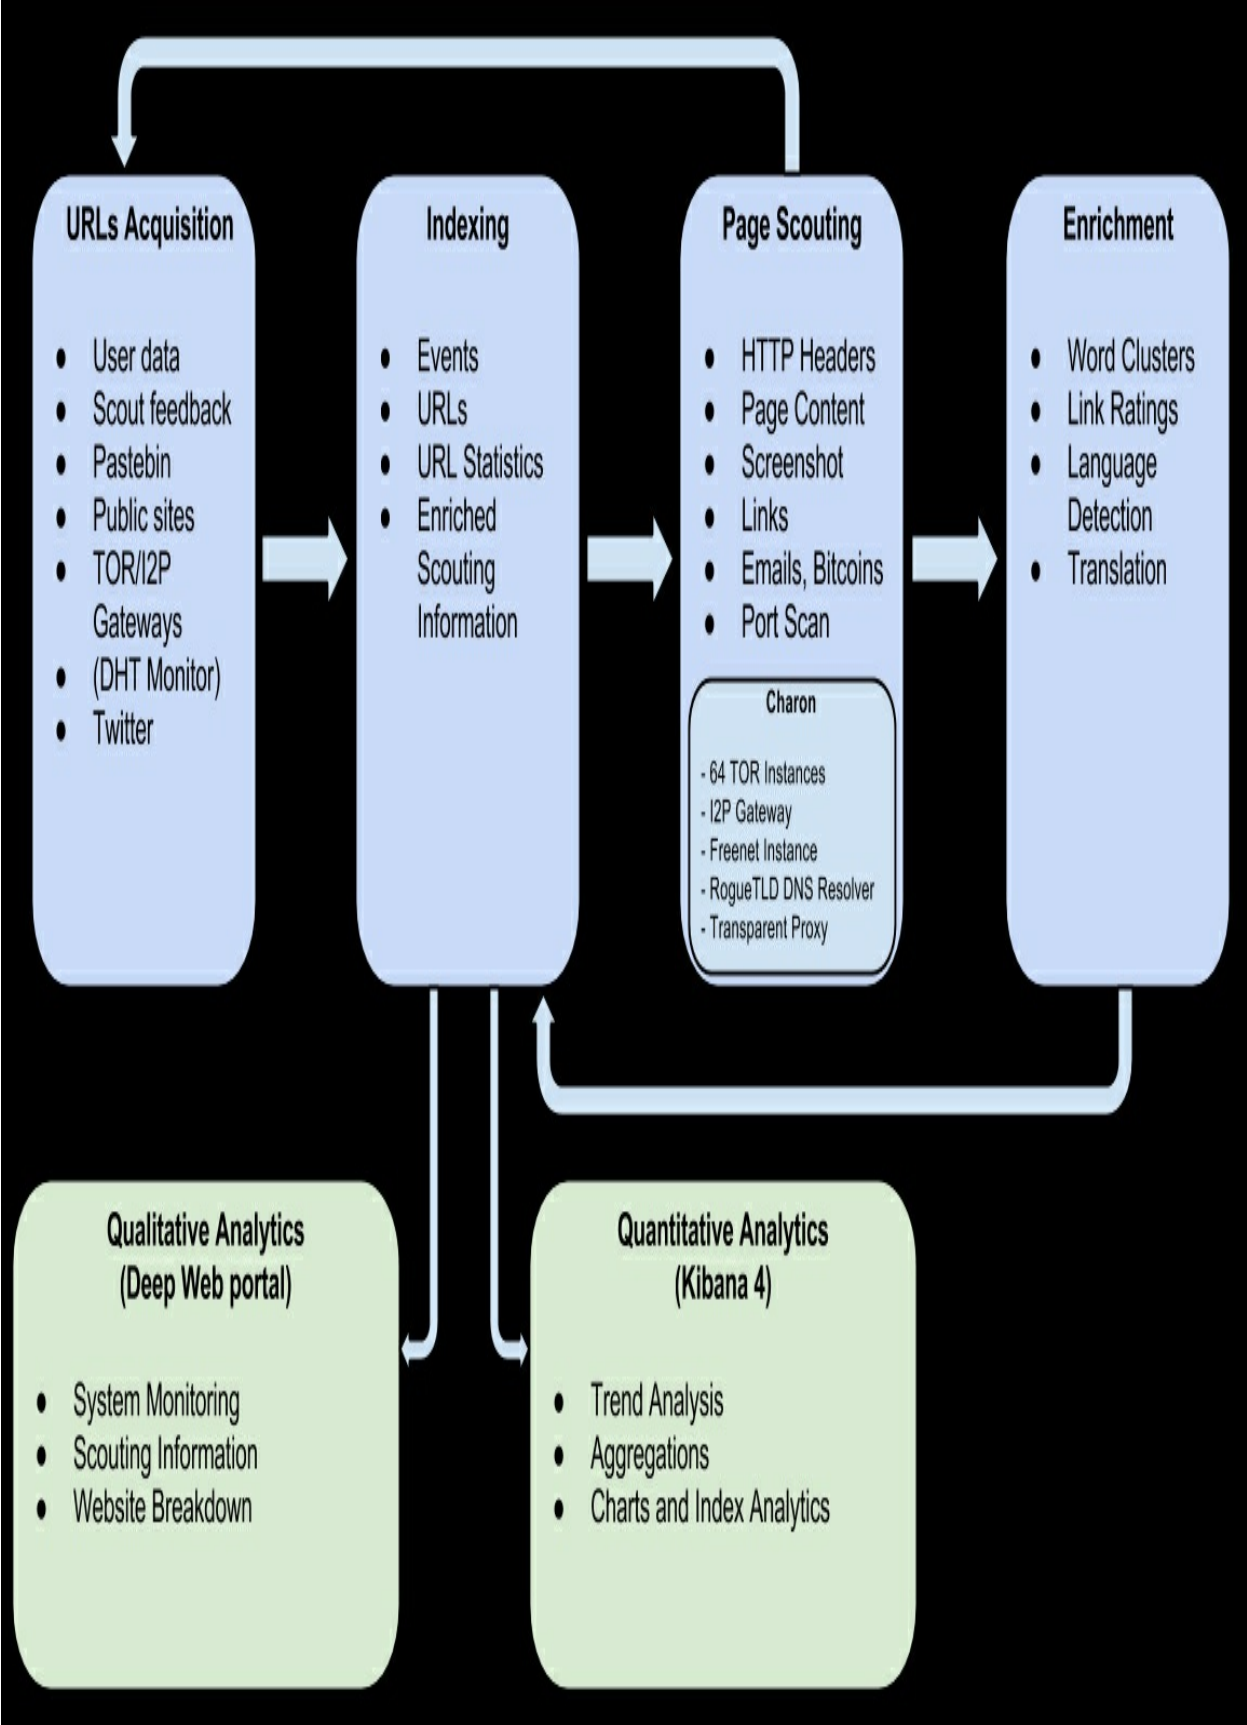 URLs Acquisition
● User data
● Scout feedback
● Pastebin
● Public sites
● TOR/I2P
Gateways
● (DHT Monitor)
● Twitter
Indexing
● Events
● URLs
● URL Statistics
● Enriched
Scouting
Information
Page Scouting
● HTTP Headers
● Page Content
● Screenshot
● Links
● Emails, Bitcoins
● Port Scan
Charon
- 64 TOR Instances
- I2P Gateway
- Freenet Instance
- RogueTLD DNS Resolver
- Transparent Proxy
Enrichment
● Word Clusters
● Link Ratings
● Language
Detection
● Translation
Qualitative Analytics
(Deep Web portal)
● System Monitoring
● Scouting Information
● Website Breakdown
Quantitative Analytics
(Kibana 4)
● Trend Analysis
● Aggregations
● Charts and Index Analytics